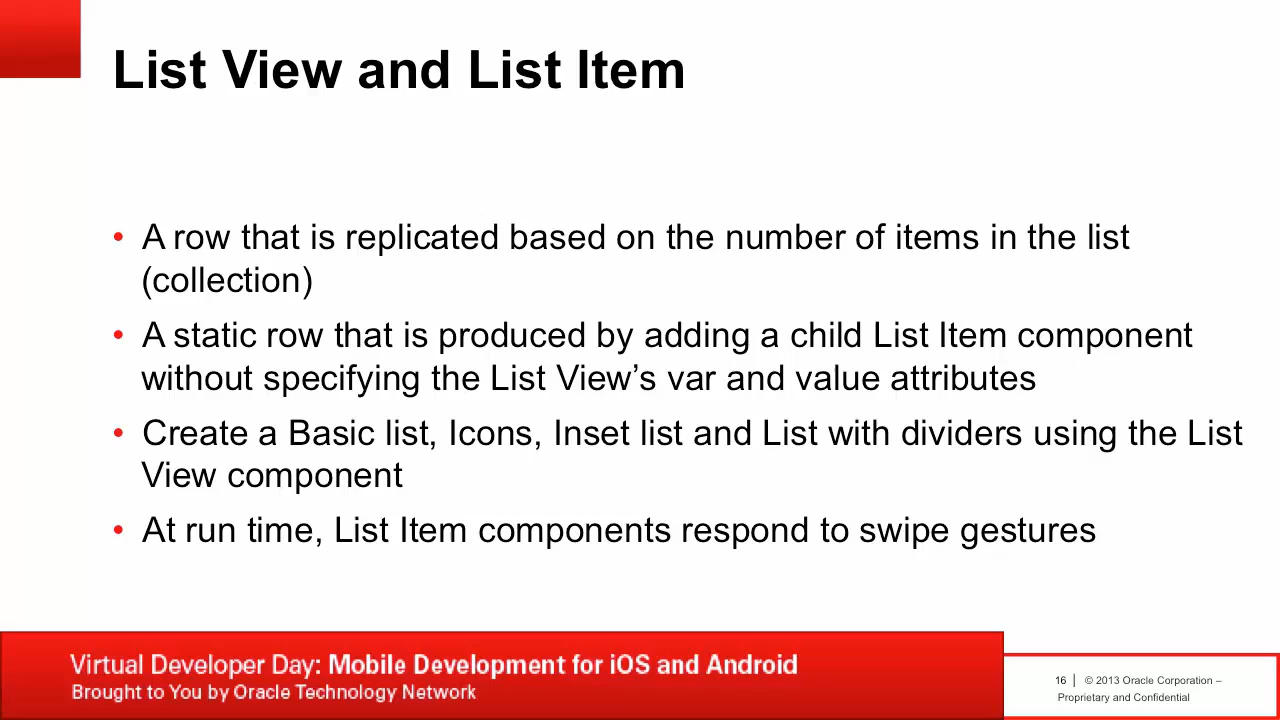 List View and List Item
• A row that is replicated based on the number of items in the list
(collection)
• A static row that is produced by adding a child List Item component
without specifying the List View’s var and value attributes
• Create a Basic list, Icons, Inset list and List with dividers using the List
View component
• At run time, List Item components respond to swipe gestures
Virtual Developer Day: Mobile Development for iOS and Android
Brought to You by Oracle Technology Network
16 | © 2013 Oracle Corporation –
Proprietary and Confidential